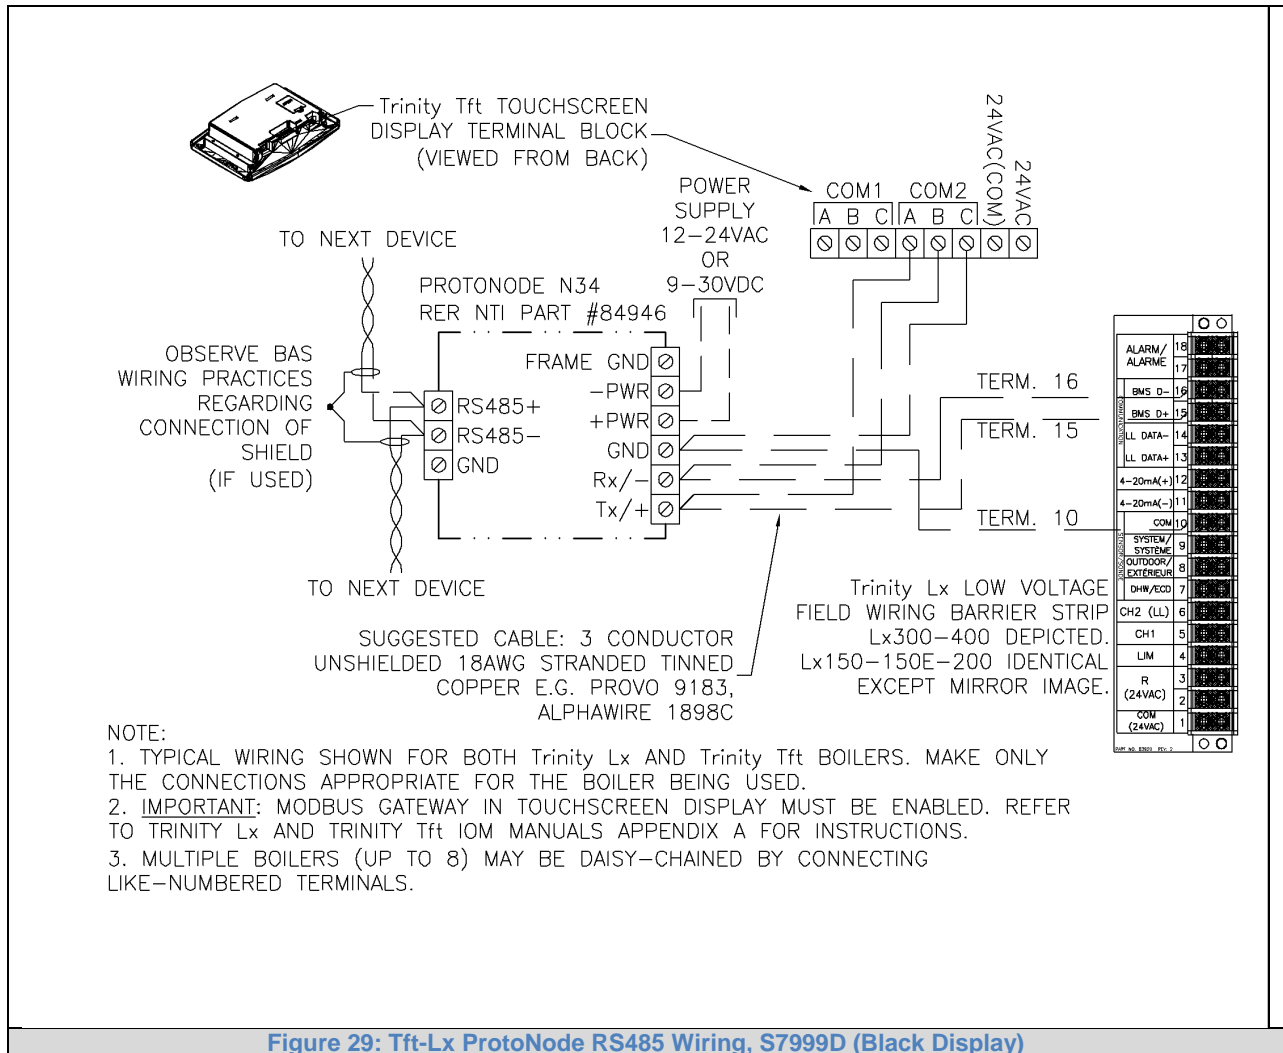 Trinity Tft TOUCHSCREEN
DISPLAY TERMINAL BLOCK
(VIEWED FROM BACK)
24VAC(COM)
24VAC
COM1 COM2
A B C A B C
POWER
SUPPLY
12-24VAC
OR
9-30VDC
TO NEXT DEVICE
PROTONODE N34
RER NTI PART #84946
OBSERVE BAS
WIRING PRACTICES
REGARDING
CONNECTION OF
SHIELD
(IF USED)
RS485+
RS485-
GND
FRAME GND
-PWR
+PWR
GND
Rx/-
Tx/+
TERM. 16
TERM. 15
TERM. 10
TO NEXT DEVICE
SUGGESTED CABLE: 3 CONDUCTOR
UNSHIELDED 18AWG STRANDED TINNED
COPPER E.G. PROVO 9183,
ALPHAWIRE 1898C
Trinity Lx LOW VOLTAGE
FIELD WIRING BARRIER STRIP
Lx300-400 DEPICTED.
Lx150-150E-200 IDENTICAL
EXCEPT MIRROR IMAGE.
ALARM/
ALARME
18
17
BMS D- 16
BMS D+ 15
LL DATA- 14
LL DATA+ 13
4-20mA(+) 12
4-20mA(-) 11
COM 10
SYSTEM/
SYSTÈME
9
OUTDOOR/
EXTÉRIEUR
8
DHW/ECD 7
CH2 (LL) 6
CH1 5
LIM 4
R
(24VAC)
3
2
COM
(24VAC)
1
NOTE:
1. TYPICAL WIRING SHOWN FOR BOTH Trinity Lx AND Trinity Tft BOILERS. MAKE ONLY
THE CONNECTIONS APPROPRIATE FOR THE BOILER BEING USED.
2. IMPORTANT: MODBUS GATEWAY IN TOUCHSCREEN DISPLAY MUST BE ENABLED. REFER
TO TRINITY Lx AND TRINITY Tft IOM MANUALS APPENDIX A FOR INSTRUCTIONS.
3. MULTIPLE BOILERS (UP TO 8) MAY BE DAISY-CHAINED BY CONNECTING
LIKE-NUMBERED TERMINALS.
Figure 29: Tft-Lx ProtoNode RS485 Wiring, S7999D (Black Display)